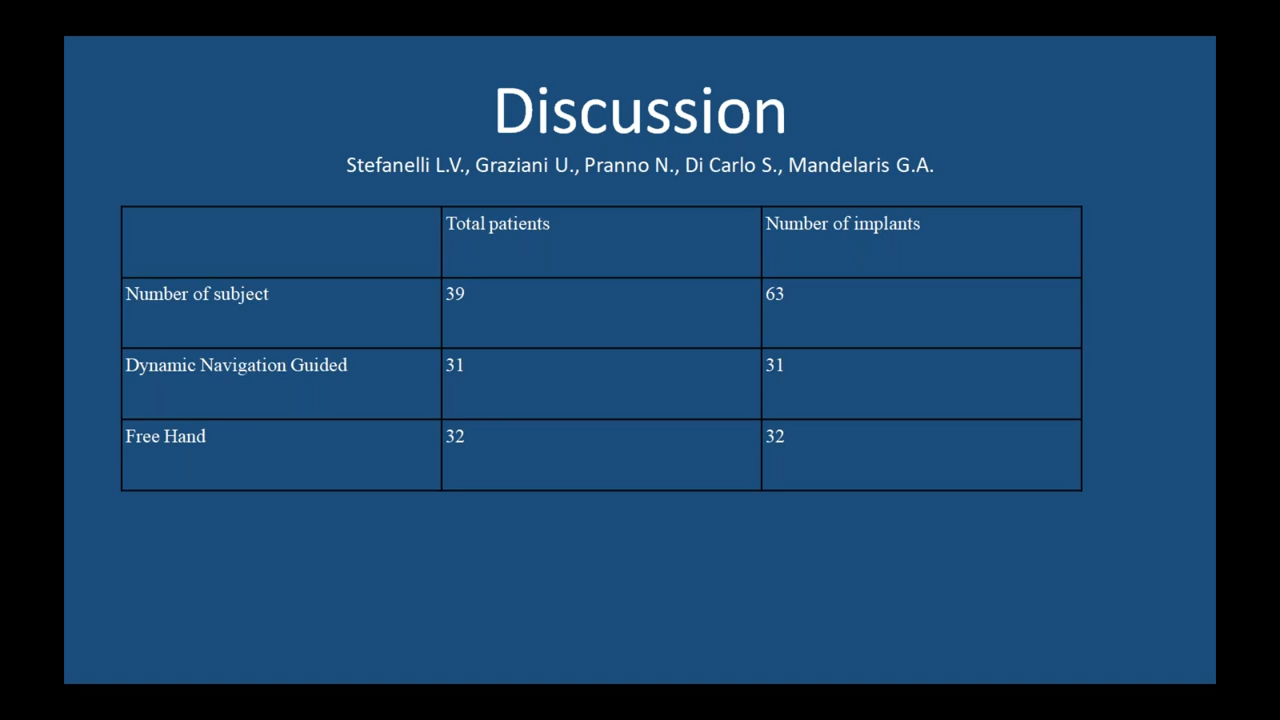 Discussion
Stefanelli L.V., Graziani U., Pranno N., Di Carlo S., Mandelaris G.A.
Total patients Number of implants
Number of subject 39 63
Dynamic Navigation Guided 31 31
Free Hand 32 32